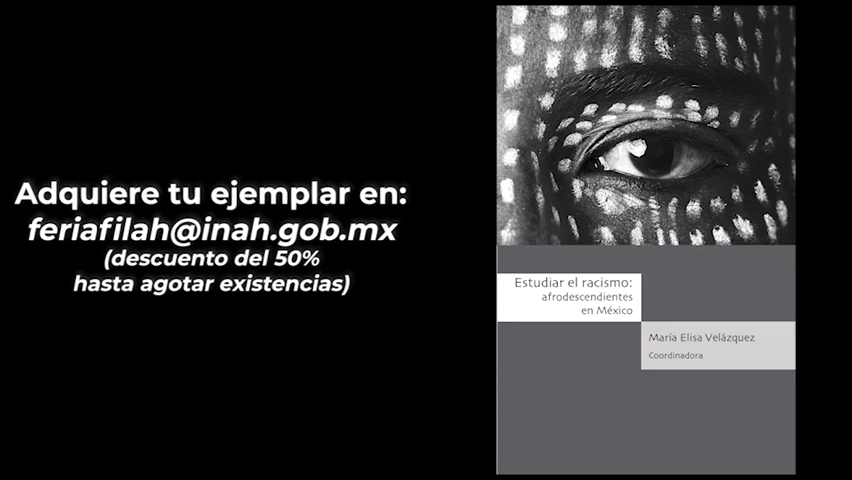 Adquiere tu ejemplar en:
feriafilah@inah.gob.mx
(descuento del 50%
hasta agotar existencias)
Estudiar el racismo:
afrodescendientes
en México
María Elisa Velázquez
Coordinadora